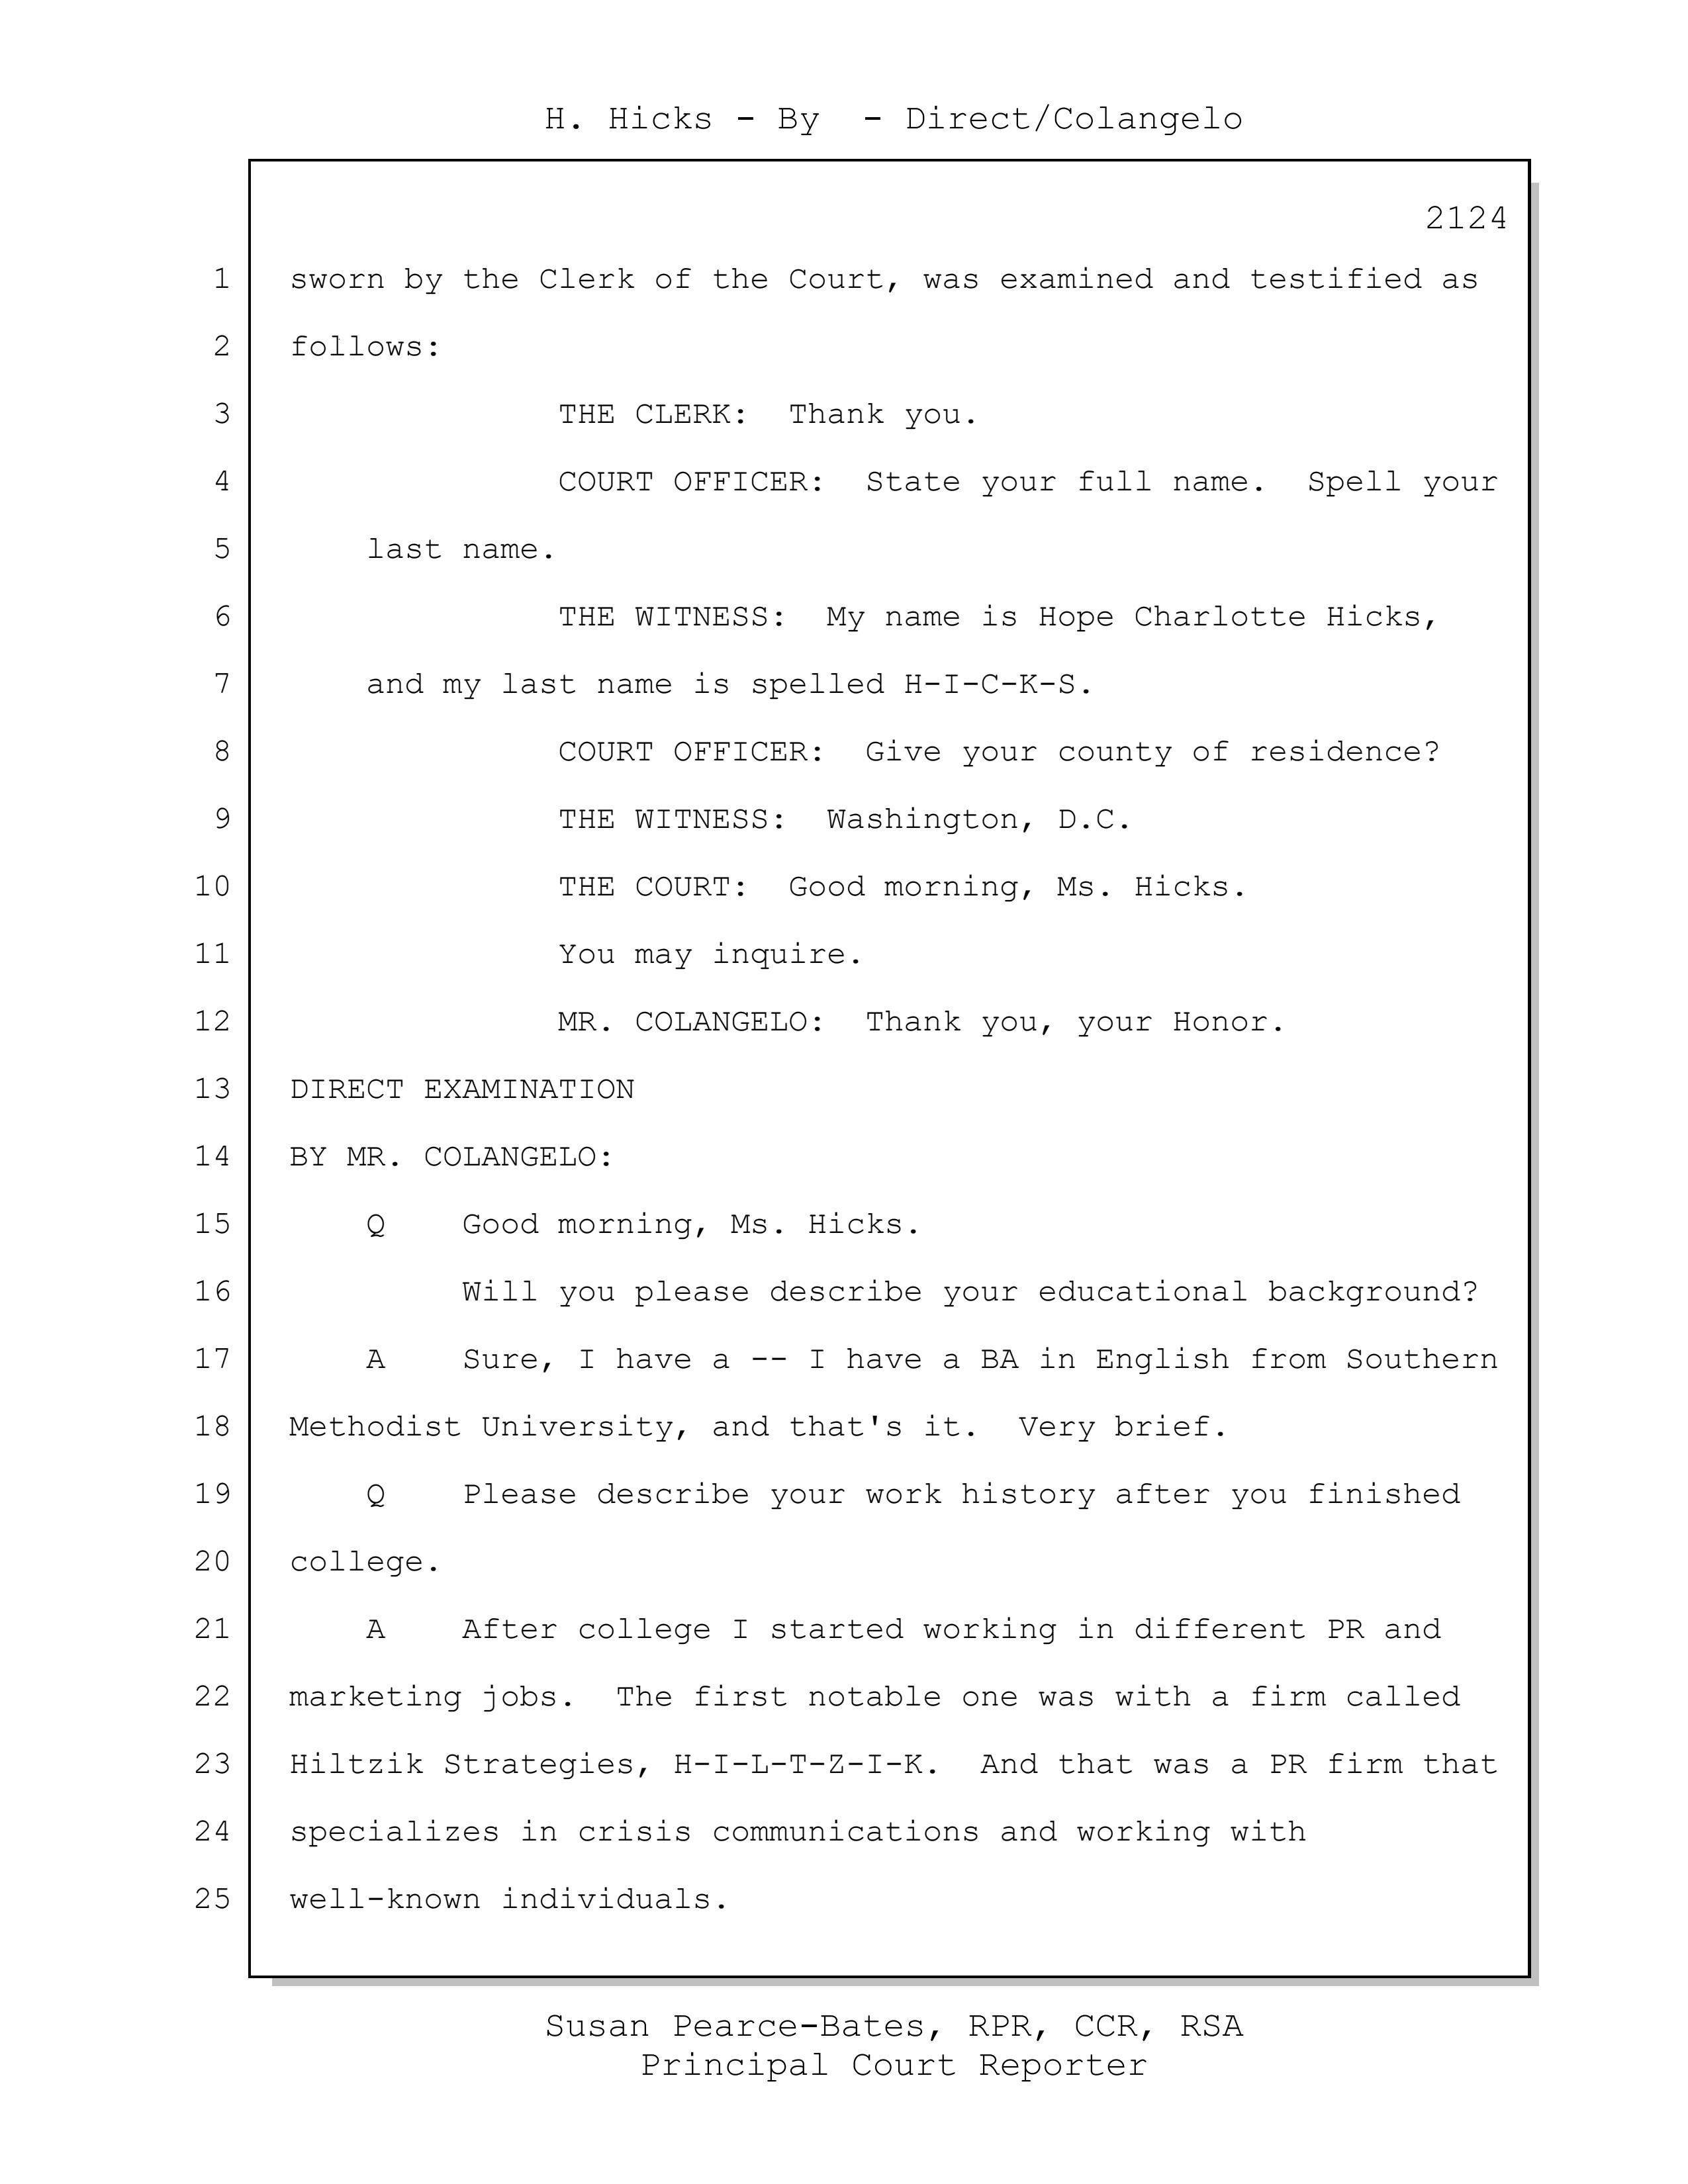 H. Hicks - By  - Direct/Colangelo
2124
1 sworn by the Clerk of the Court, was examined and testified as
2 follows:
3 THE CLERK:  Thank you.
4 COURT OFFICER:  State your full name.  Spell your
5 last name.
6 THE WITNESS:  My name is Hope Charlotte Hicks,
7 and my last name is spelled H-I-C-K-S.
8 COURT OFFICER:  Give your county of residence?
9 THE WITNESS:  Washington, D.C.
10 THE COURT:  Good morning, Ms. Hicks.
11 You may inquire.
12 MR. COLANGELO:  Thank you, your Honor.
13 DIRECT EXAMINATION
14 BY MR. COLANGELO:
15 Q    Good morning, Ms. Hicks.
16 Will you please describe your educational background?
17 A    Sure, I have a -- I have a BA in English from Southern
18 Methodist University, and that's it.  Very brief.
19 Q    Please describe your work history after you finished
20 college.
21 A    After college I started working in different PR and
22 marketing jobs.  The first notable one was with a firm called
23 Hiltzik Strategies, H-I-L-T-Z-I-K.  And that was a PR firm that
24 specializes in crisis communications and working with
25 well-known individuals.
Susan Pearce-Bates, RPR, CCR, RSA
Principal Court Reporter